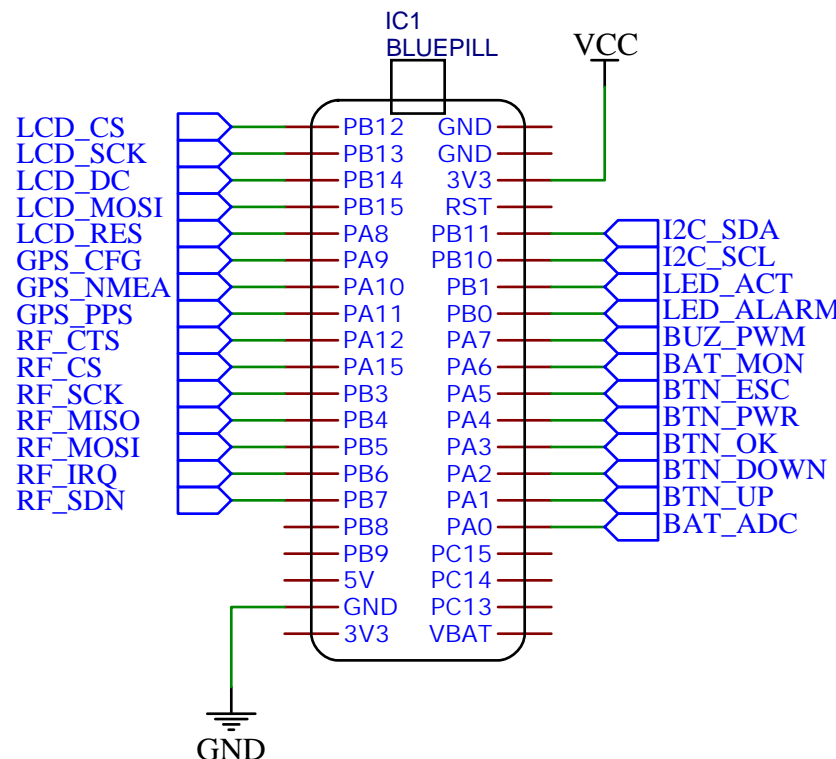 IC1
BLUEPILL
VCC
LCD_CS PB12 GND
LCD_SCK PB13 GND
LCD_DC PB14 3V3
LCD_MOSI PB15 RST
LCD_RES PA8 PB11 I2C_SDA
GPS_CFG PA9 PB10 I2C_SCL
GPS_NMEA PA10 PB1 LED_ACT
GPS_PPS PA11 PB0 LED_ALARM
RF_CTS PA12 PA7 BUZ_PWM
RF_CS PA15 PA6 BAT_MON
RF_SCK PB3 PA5 BTN_ESC
RF_MISO PB4 PA4 BTN_PWR
RF_MOSI PB5 PA3 BTN_OK
RF_IRQ PB6 PA2 BTN_DOWN
RF_SDN PB7 PA1 BTN_UP
PB8 PA0 BAT_ADC
PB9 PC15
5V PC14
GND PC13
3V3 VBAT
GND